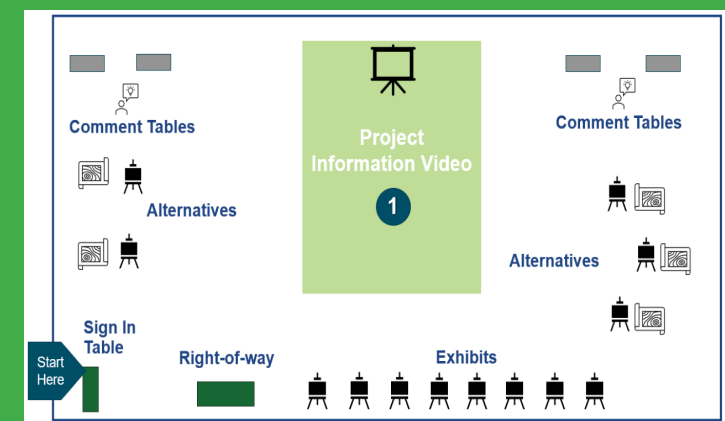 Comment Tables
Project
Information Video
1
Comment Tables
Alternatives
Alternatives
Sign In
Table
Start
Here
Right-of-way
Exhibits